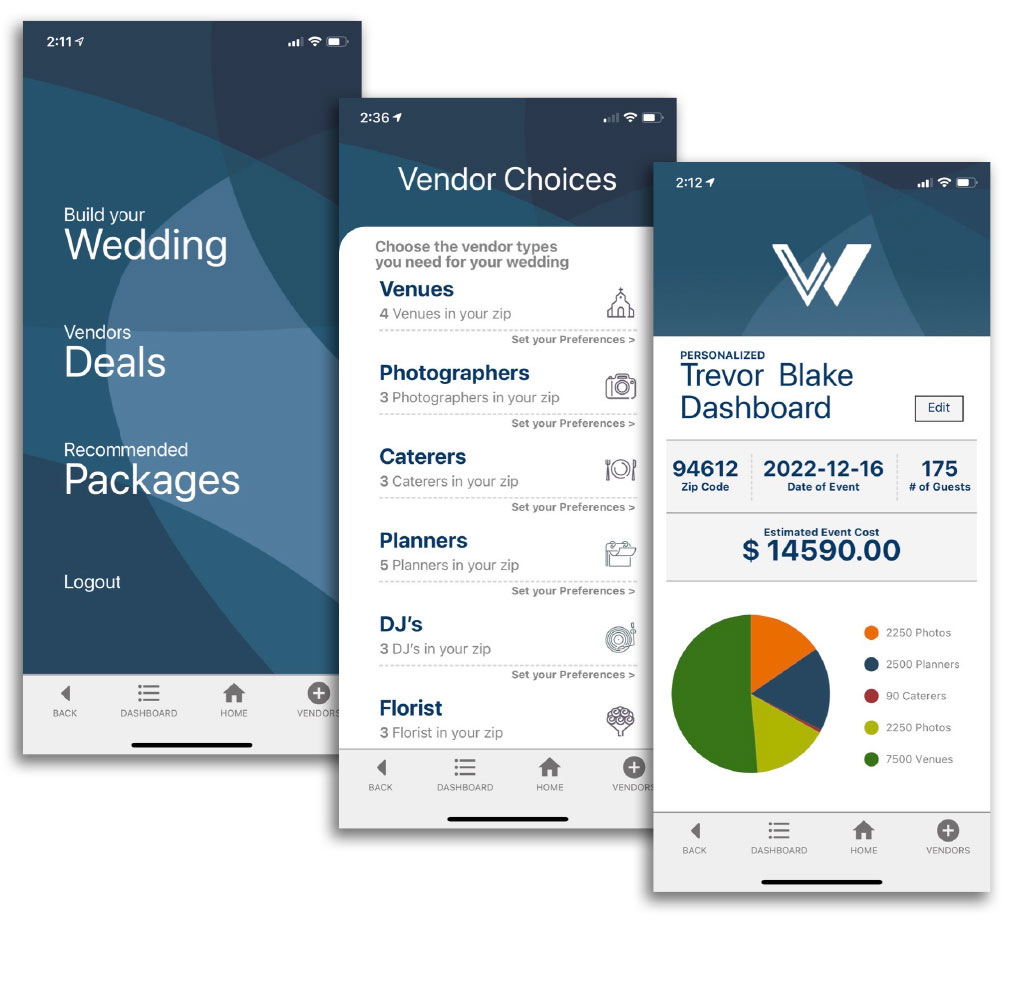 2:11
Build your
Wedding
Vendors
Deals
Recommended
Packages
Logout
BACK
DASHBOARD
HOME
VENDORS
2:36
Vendor Choices
Choose the vendor types
you need for your wedding
Venues
4 Venues in your zip
Set your Preferences >
Photographers
3 Photographers in your zip
Set your Preferences >
Caterers
3 Caterers in your zip
Set your Preferences >
Planners
5 Planners in your zip
Set your Preferences >
DJ's
3 DJ's in your zip
Set your Preferences >
Florist
3 Florist in your zip
BACK
DASHBOARD
HOME
VENDORS
2:12
W
PERSONALIZED
Trevor Blake
Dashboard
Edit
94612
Zip Code
2022-12-16
Date of Event
175
# of Guests
Estimated Event Cost
$ 14590.00
2250 Photos
2500 Planners
90 Caterers
2250 Photos
7500 Venues
BACK
DASHBOARD
HOME
VENDORS